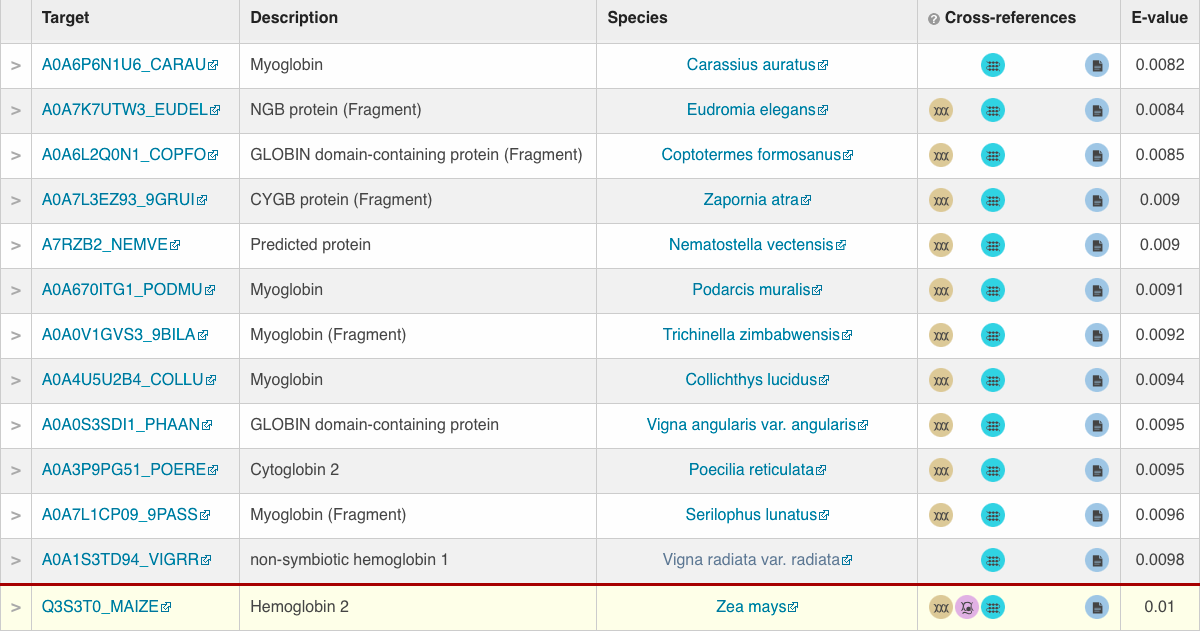 Target Description Species ? Cross-references E-value
> A0A6P6N1U6_CARAU Myoglobin Carassius auratus 0.0082
> A0A7K7UTW3_EUDEL NGB protein (Fragment) Eudromia elegans 0.0084
> A0A6L2Q0N1_COPFO GLOBIN domain-containing protein (Fragment) Coptotermes formosanus 0.0085
> A0A7L3EZ93_9GRUI CYGB protein (Fragment) Zapornia atra 0.009
> A7RZB2_NEMVE Predicted protein Nematostella vectensis 0.009
> A0A670ITG1_PODMU Myoglobin Podarcis muralis 0.0091
> A0A0V1GVS3_9BILA Myoglobin (Fragment) Trichinella zimbabwensis 0.0092
> A0A4U5U2B4_COLLU Myoglobin Collichthys lucidus 0.0094
> A0A0S3SDI1_PHAAN GLOBIN domain-containing protein Vigna angularis var. angularis 0.0095
> A0A3P9PG51_POERE Cytoglobin 2 Poecilia reticulata 0.0095
> A0A7L1CP09_9PASS Myoglobin (Fragment) Serilophus lunatus 0.0096
> A0A1S3TD94_VIGRR non-symbiotic hemoglobin 1 Vigna radiata var. radiata 0.0098
> Q3S3T0_MAIZE Hemoglobin 2 Zea mays 0.01